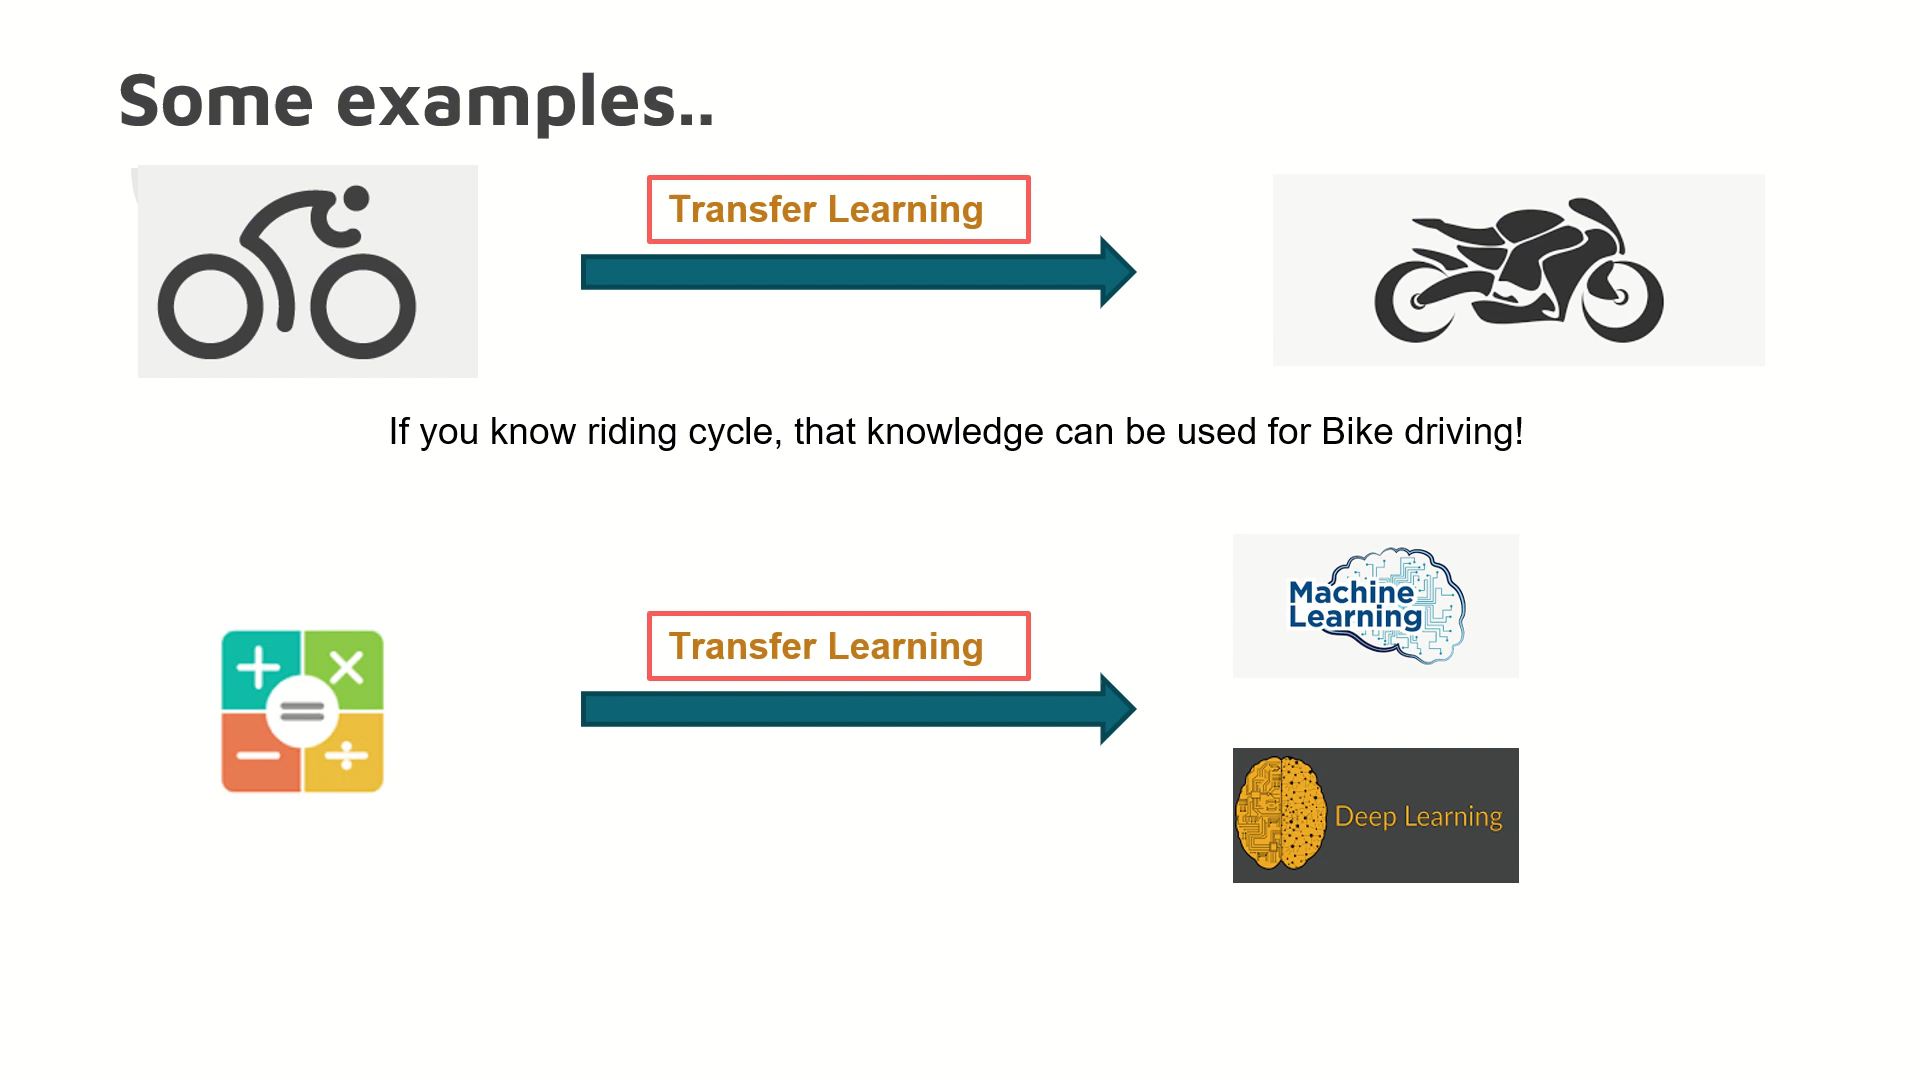 Some examples..
Transfer Learning
If you know riding cycle, that knowledge can be used for Bike driving!
Transfer Learning
Machine
Learning
Deep Learning